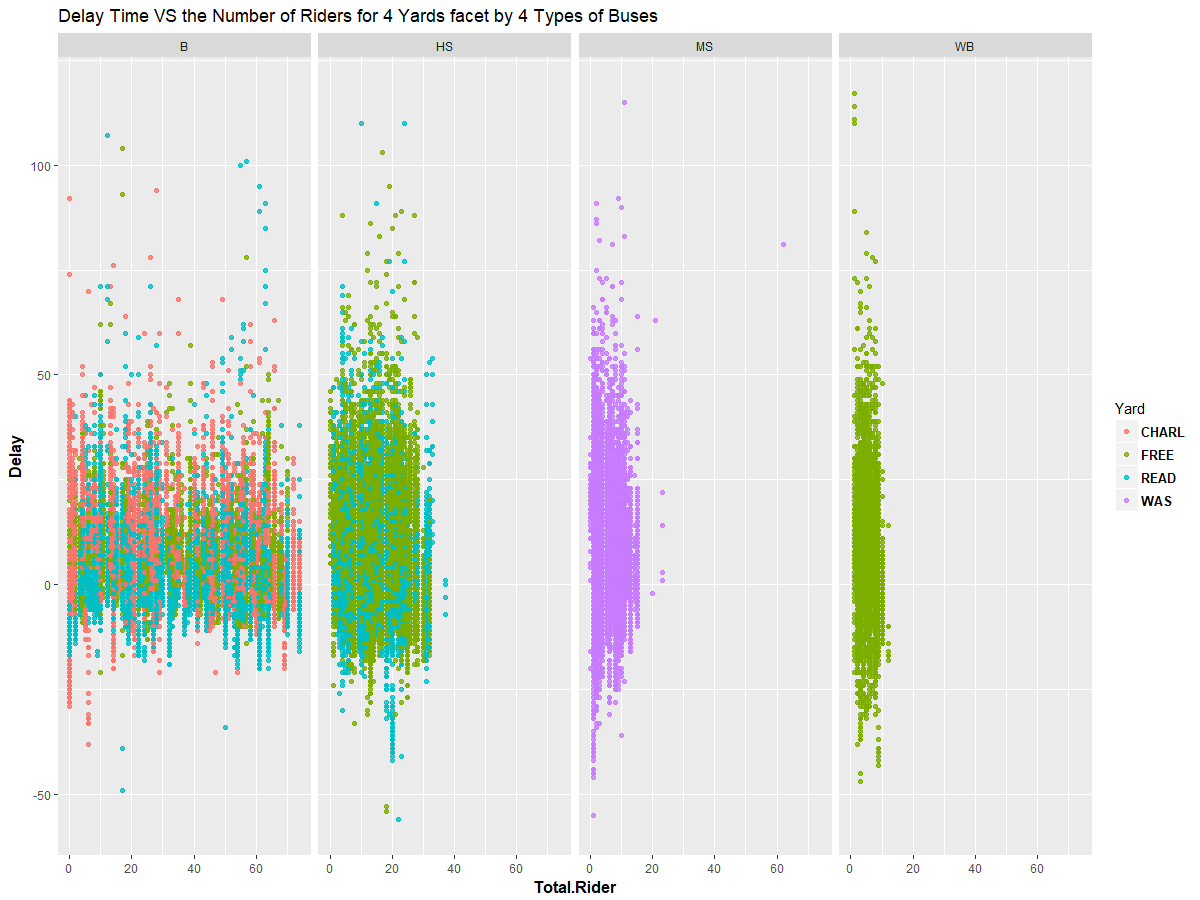 Delay Time VS the Number of Riders for 4 Yards facet by 4 Types of Buses
B HS MS WB
100
50
0
-50
Delay
0 20 40 60 0 20 40 60 0 20 40 60 0 20 40 60
Total.Rider
Yard
CHARL
FREE
READ
WAS